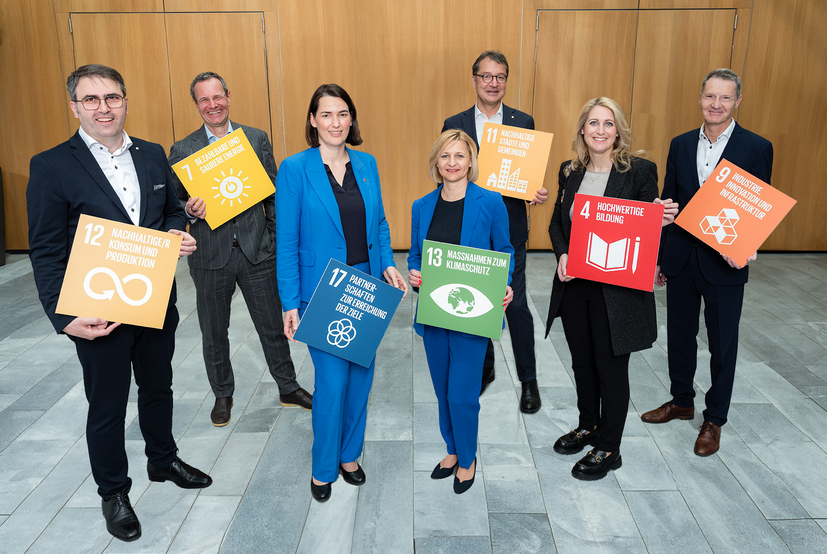 12 NACHHALTIGE/R
KONSUM UND
PRODUKTION
7 BEZAHLBARE UND
SAUBERE ENERGIE
17 PARTNER-
SCHAFTEN
ZUR ERREICHUNG
DER ZIELE
13 MASSNAHMEN ZUM
KLIMASCHUTZ
11 NACHHALTIGE
STÄDTE UND
GEMEINDEN
4 HOCHWERTIGE
BILDUNG
9 INDUSTRIE,
INNOVATION UND
INFRASTRUKTUR